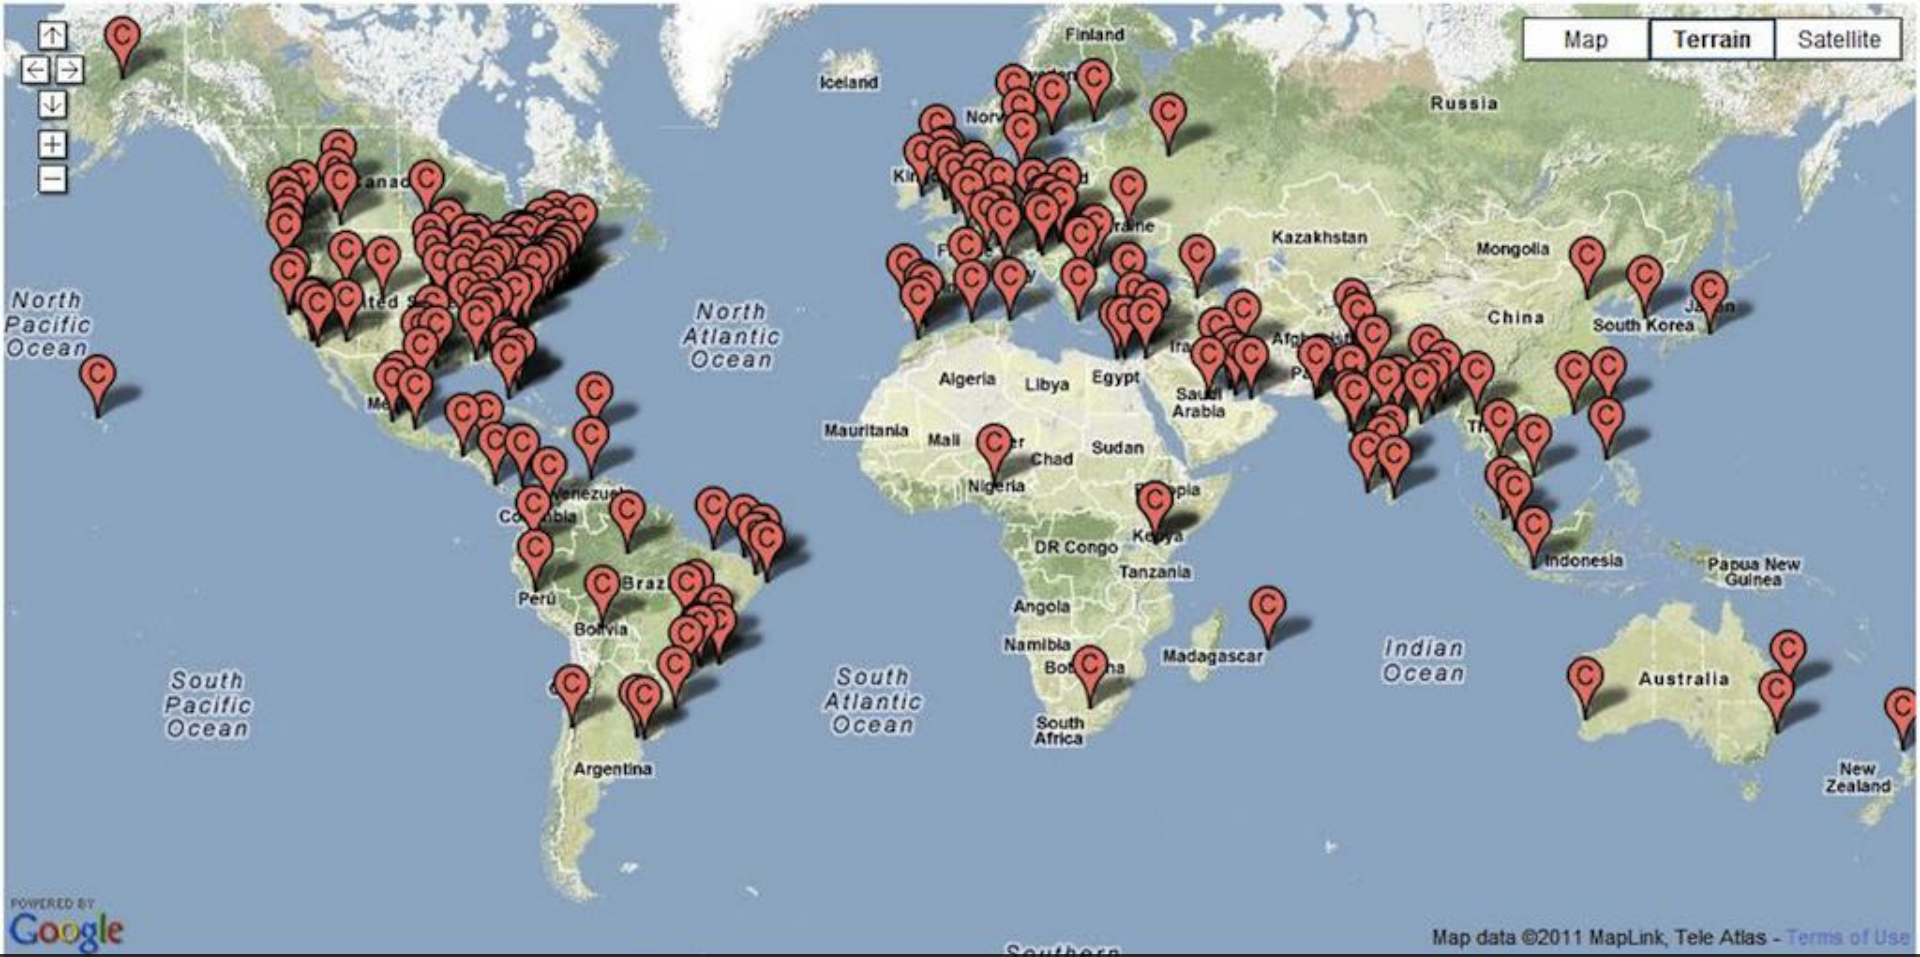 Map
Terrain
Satellite
Finland
Iceland
Russia
Kazakhstan
Mongolia
North
Pacific
Ocean
North
Atlantic
Ocean
China
South Korea
Algeria
Libya
Egypt
Saudi
Arabia
Mauritania
Mali
Chad
Sudan
Nigeria
DR Congo
Kenya
Tanzania
Indonesia
Papua New
Guinea
Perú
Bolivia
Angola
Namibia
Madagascar
Indian
Ocean
Australia
South
Pacific
Ocean
South
Atlantic
Ocean
South
Africa
Argentina
New
Zealand
C
POWERED BY
Google
Map data ©2011 MapLink, Tele Atlas - Terms of Use